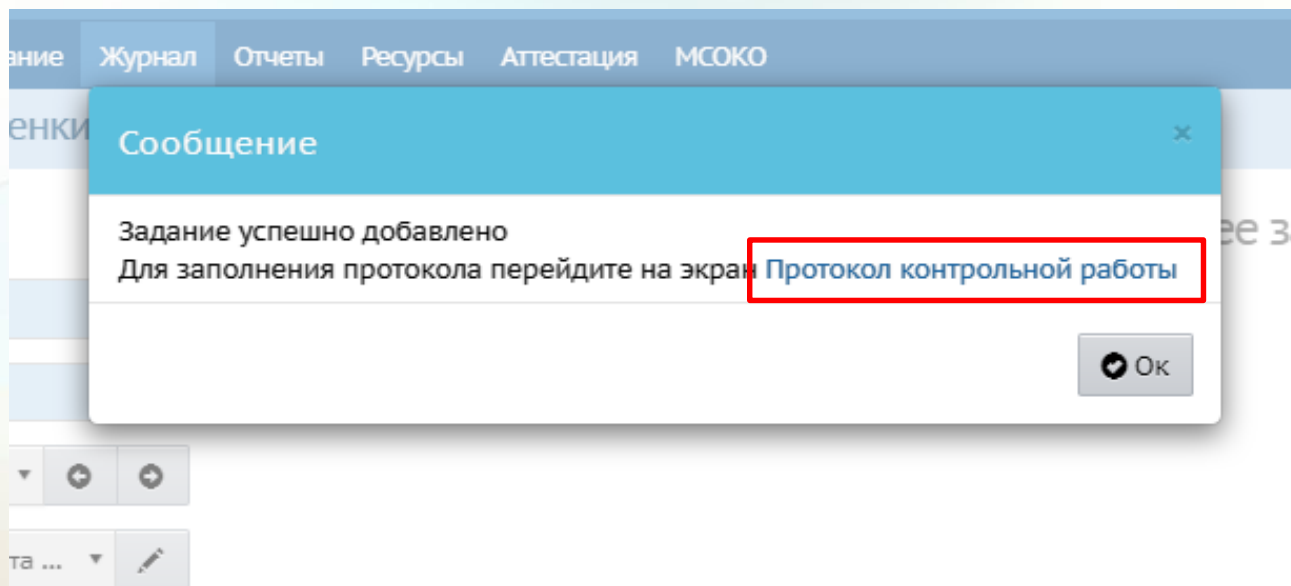 ание Журнал Отчеты Ресурсы Аттестация МСОКО
енки
Сообщение ×
Задание успешно добавлено
ее з
Для заполнения протокола перейдите на экран Протокол контрольной работы
Ок
та ...